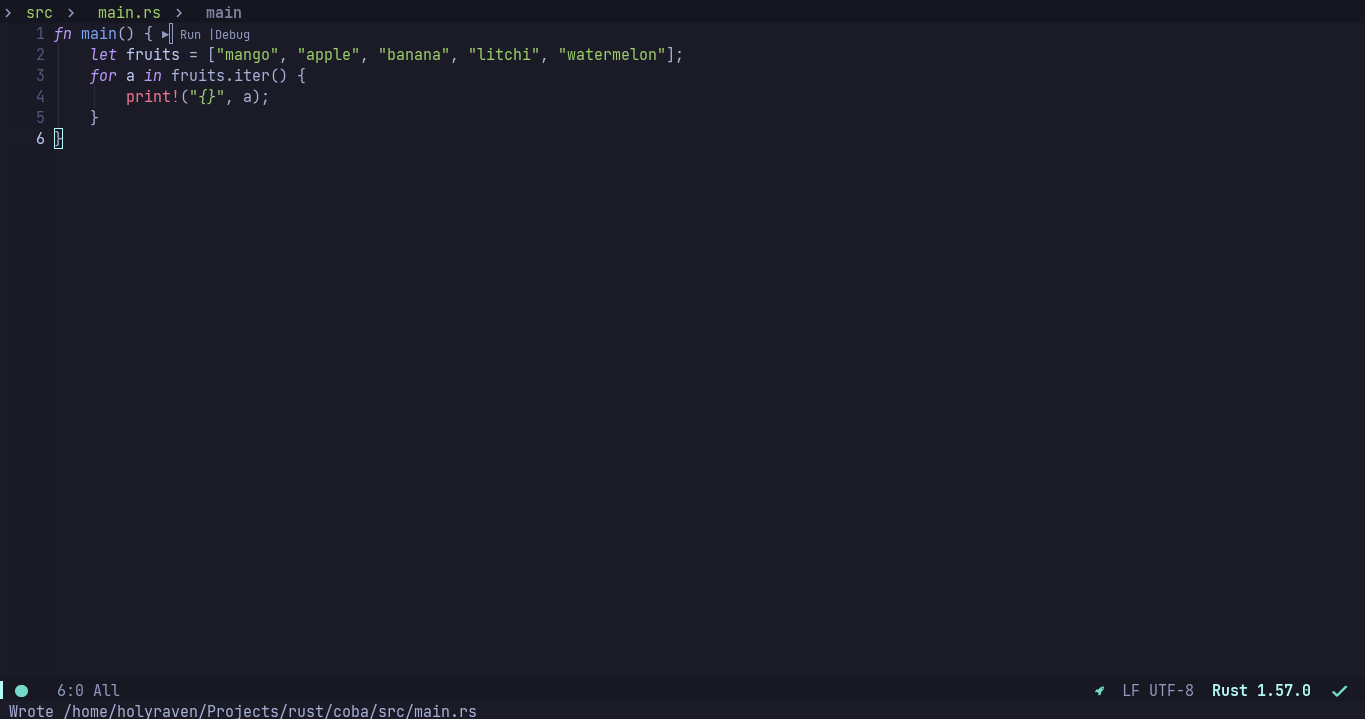 > src > main.rs > main
1 fn main() { ▶ Run |Debug
2 let fruits = ["mango", "apple", "banana", "litchi", "watermelon"];
3 for a in fruits.iter() {
4 print!("{}", a);
5 }
6 }
6:0 All LF UTF-8 Rust 1.57.0
Wrote /home/holyraven/Projects/rust/coba/src/main.rs